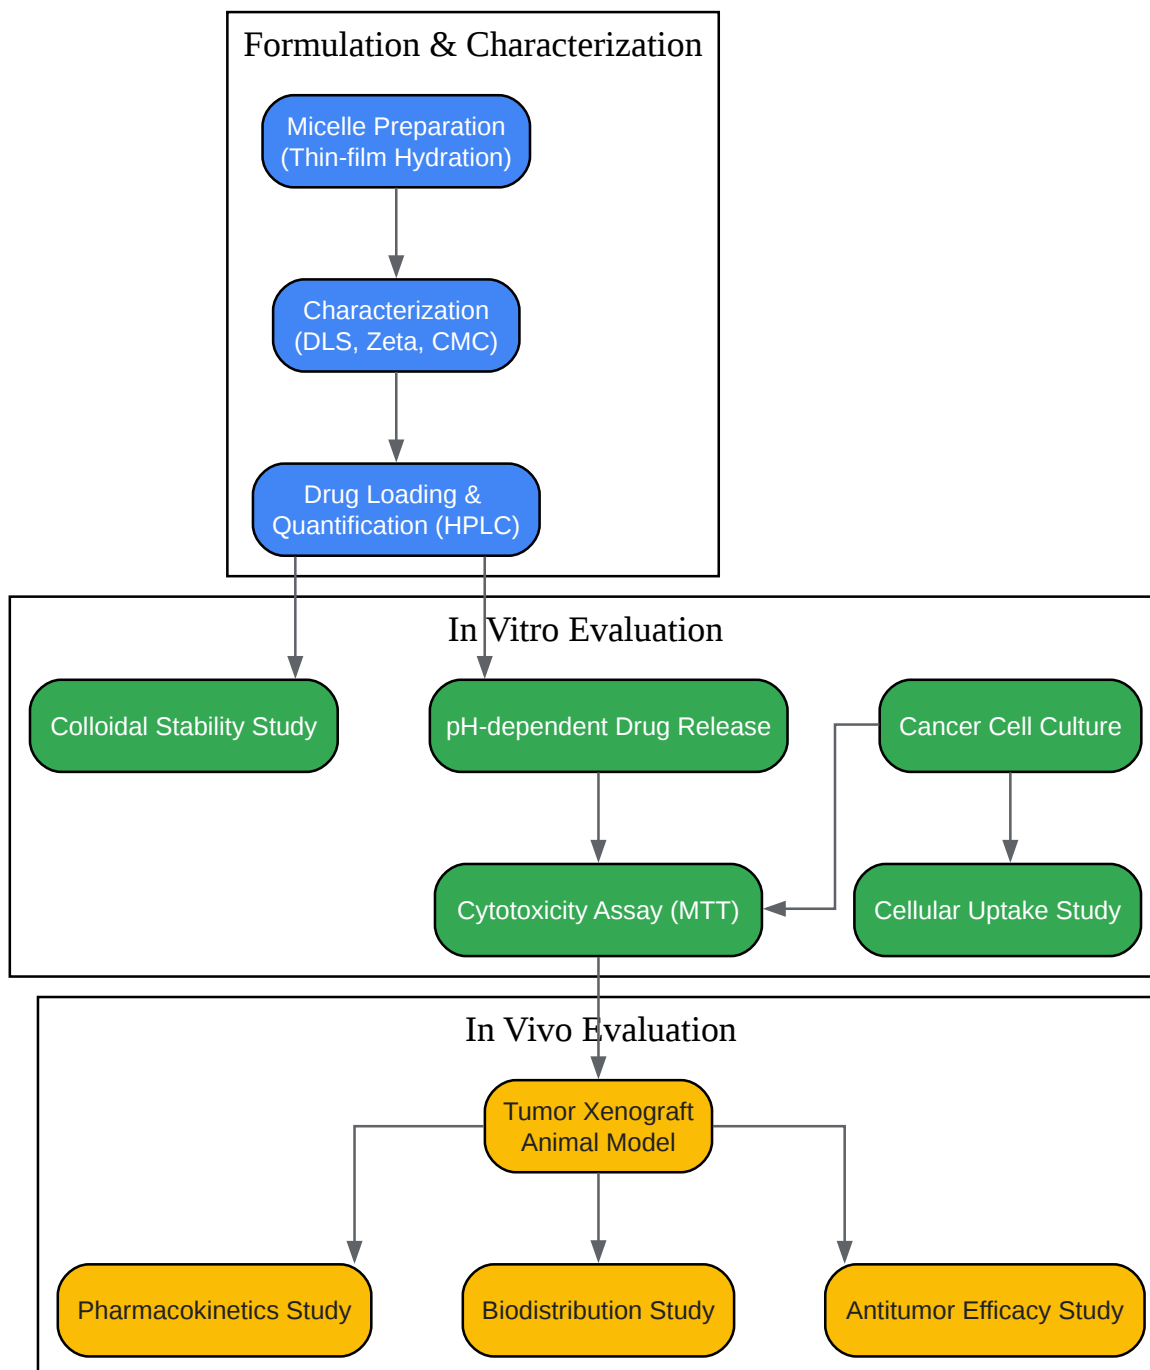 Formulation & Characterization
Micelle Preparation
(Thin-film Hydration)
Characterization
(DLS, Zeta, CMC)
Drug Loading &
Quantification (HPLC)
In Vitro Evaluation
Colloidal Stability Study
pH-dependent Drug Release
Cancer Cell Culture
Cytotoxicity Assay (MTT)
Cellular Uptake Study
In Vivo Evaluation
Tumor Xenograft
Animal Model
Pharmacokinetics Study
Biodistribution Study
Antitumor Efficacy Study